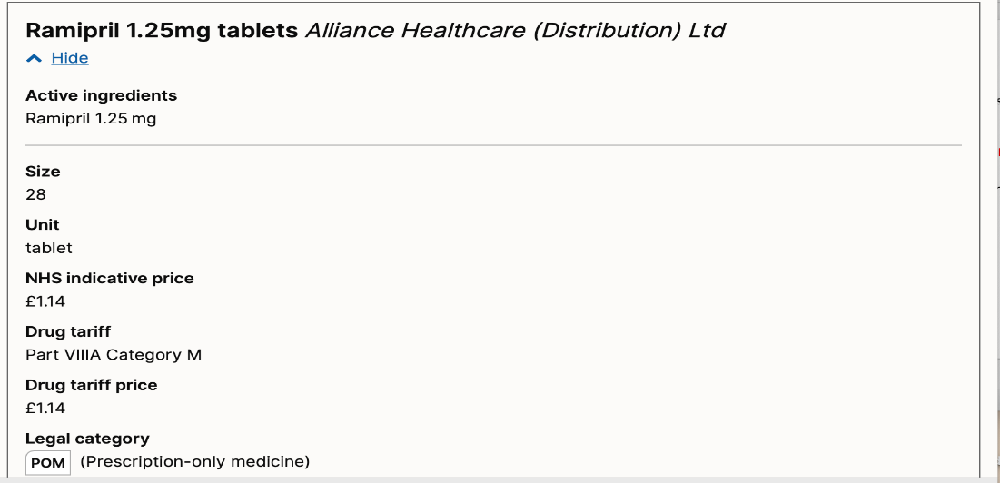 Ramipril 1.25mg tablets Alliance Healthcare (Distribution) Ltd
Hide
Active ingredients
Ramipril 1.25 mg
Size
28
Unit
tablet
NHS indicative price
£1.14
Drug tariff
Part VIIIA Category M
Drug tariff price
£1.14
Legal category
POM (Prescription-only medicine)